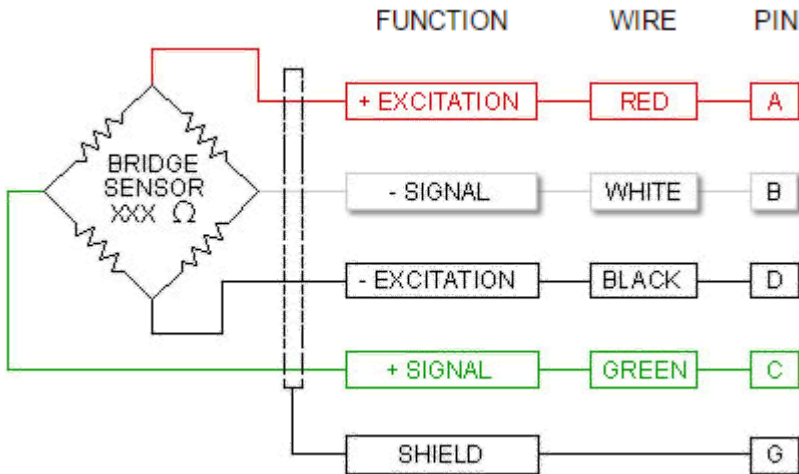 FUNCTION WIRE PIN
+ EXCITATION RED A
BRIDGE
SENSOR
XXX Ω
- SIGNAL WHITE B
- EXCITATION BLACK D
+ SIGNAL GREEN C
SHIELD G